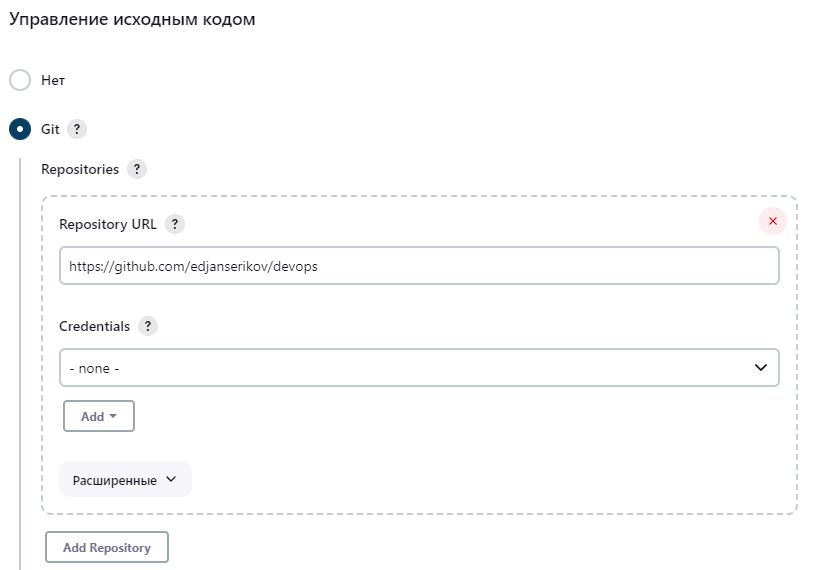 Управление исходным кодом
Нет
Git ?
Repositories ?
Repository URL ?
https://github.com/edjanserikov/devops
Credentials ?
- none -
Add
Расширенные
Add Repository